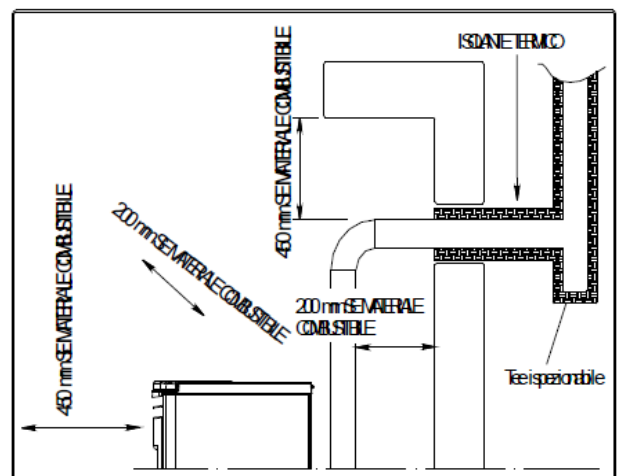 ISOLANTE TERMICO
450 mm SE MATERIALE COMBUSTIBILE
200 mm SE MATERIALE COMBUSTIBILE
450 mm SE MATERIALE COMBUSTIBILE
200 mm SE MATERIALE
COMBUSTIBILE
Tee ispezionabile